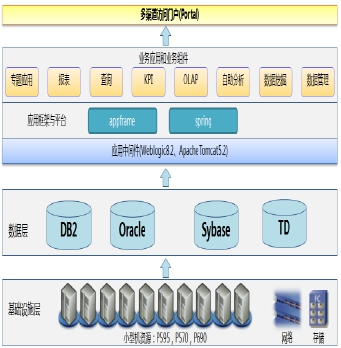 多渠道访问门户(Portal)
业务应用和业务组件
专题应用 报表 查询 KPI OLAP 自助分析 数据挖掘 数据管理
应用框架与平台 appframe spring
应用中间件(Weblogic8.2, ApacheTomcat5.2)
数据层 DB2 Oracle Sybase TD
基础设施层
小型机资源：P595，P570，P690
网络 存储
FC